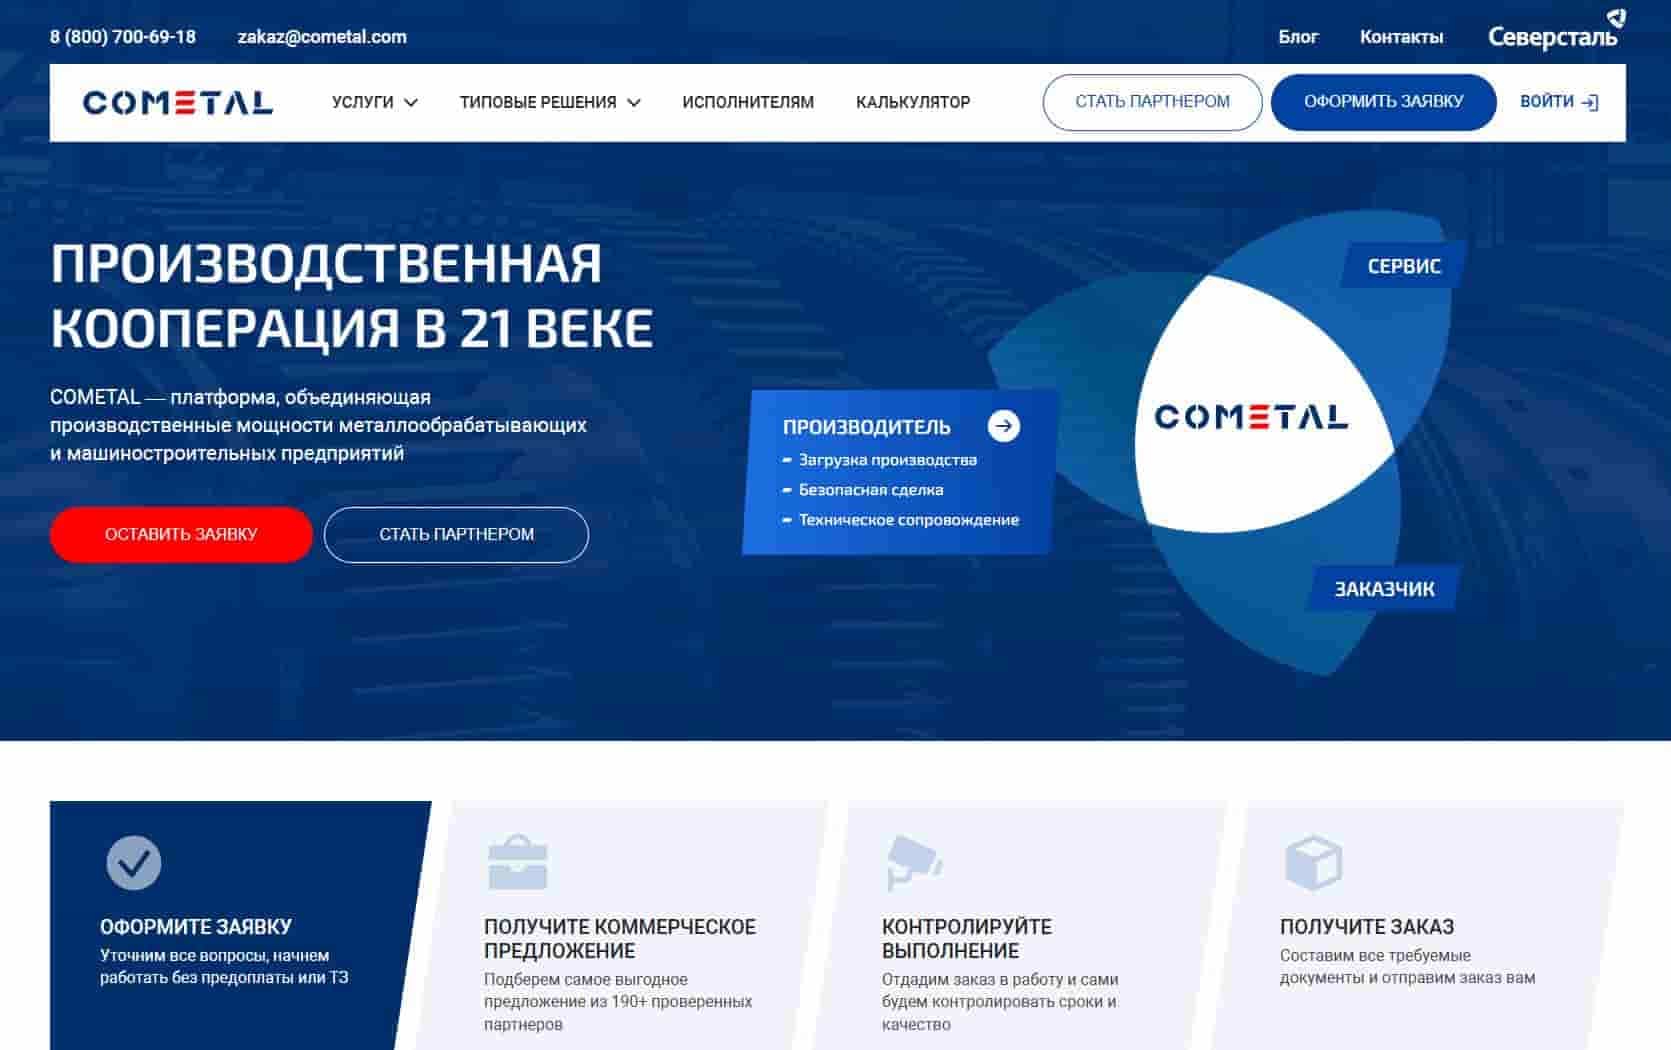 8 (800) 700-69-18 zakaz@cometal.com Блог Контакты Северсталь
COMETAL УСЛУГИ ТИПОВЫЕ РЕШЕНИЯ ИСПОЛНИТЕЛЯМ КАЛЬКУЛЯТОР СТАТЬ ПАРТНЕРОМ ОФОРМИТЬ ЗАЯВКУ ВОЙТИ
ПРОИЗВОДСТВЕННАЯ
КООПЕРАЦИЯ В 21 ВЕКЕ
COMETAL — платформа, объединяющая
производственные мощности металлообрабатывающих
и машиностроительных предприятий
ОСТАВИТЬ ЗАЯВКУ СТАТЬ ПАРТНЕРОМ
СЕРВИС
COMETAL
ПРОИЗВОДИТЕЛЬ
- Загрузка производства
- Безопасная сделка
- Техническое сопровождение
ЗАКАЗЧИК
ОФОРМИТЕ ЗАЯВКУ
Уточним все вопросы, начнем
работать без предоплаты или ТЗ
ПОЛУЧИТЕ КОММЕРЧЕСКОЕ
ПРЕДЛОЖЕНИЕ
Подберем самое выгодное
предложение из 190+ проверенных
партнеров
КОНТРОЛИРУЙТЕ
ВЫПОЛНЕНИЕ
Отдадим заказ в работу и сами
будем контролировать сроки и
качество
ПОЛУЧИТЕ ЗАКАЗ
Составим все требуемые
документы и отправим заказ вам